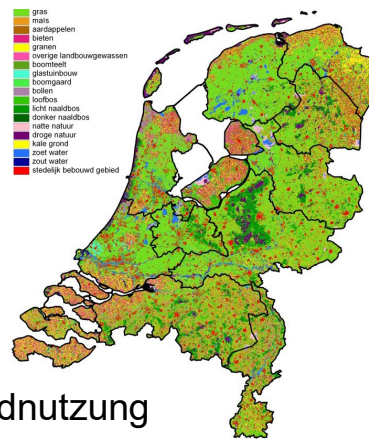 gras
maïs
aardappelen
bieten
granen
overige landbouwgewassen
boomteelt
glastuinbouw
boomgaard
bollen
loofbos
licht naaldbos
donker naaldbos
natte natuur
droge natuur
kale grond
zoet water
zout water
stedelijk bebouwd gebied
dnutzung